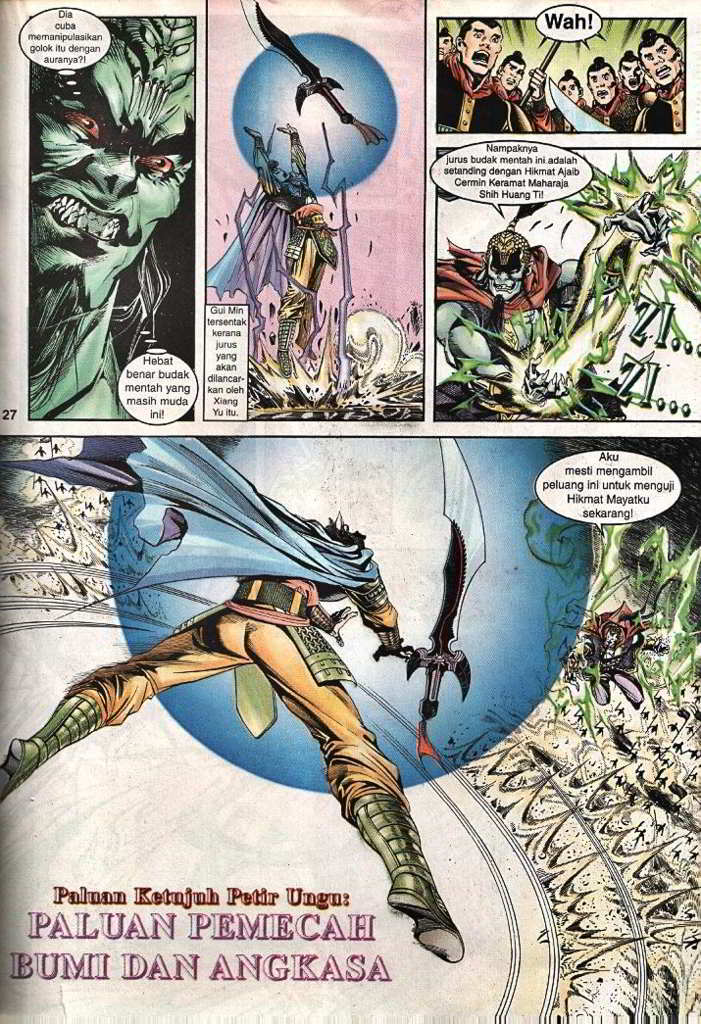 Dia
cuba
memanipulasikan
golok itu dengan
auranya?!
Hebat
benar budak
mentah yang
masih muda
ini!
27
Gui Min
tersentak
kerana
jurus
yang
akan
dilancar-
kan oleh
Xiang
Yu itu.
Wah!
Nampaknya
jurus budak mentah ini adalah
setanding dengan Hikmat Ajaib
Cermin Keramat Maharaja
Shih Huang Ti!
ZI...
ZI...
Aku
mesti mengambil
peluang ini untuk menguji
Hikmat Mayatku
sekarang!
Paluan Ketujuh Petir Ungu:
PALUAN PEMECAH
BUMI DAN ANGKASA